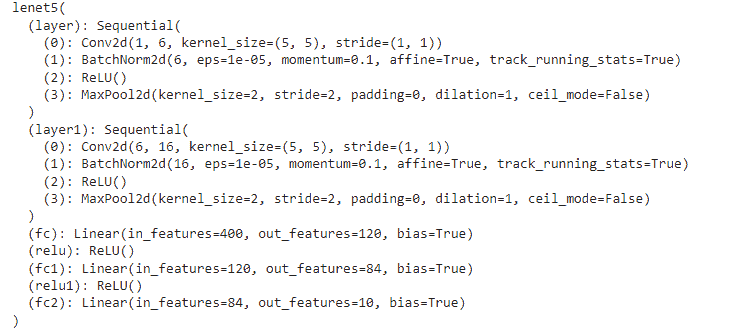 lenet5(
  (layer): Sequential(
    (0): Conv2d(1, 6, kernel_size=(5, 5), stride=(1, 1))
    (1): BatchNorm2d(6, eps=1e-05, momentum=0.1, affine=True, track_running_stats=True)
    (2): ReLU()
    (3): MaxPool2d(kernel_size=2, stride=2, padding=0, dilation=1, ceil_mode=False)
  )
  (layer1): Sequential(
    (0): Conv2d(6, 16, kernel_size=(5, 5), stride=(1, 1))
    (1): BatchNorm2d(16, eps=1e-05, momentum=0.1, affine=True, track_running_stats=True)
    (2): ReLU()
    (3): MaxPool2d(kernel_size=2, stride=2, padding=0, dilation=1, ceil_mode=False)
  )
  (fc): Linear(in_features=400, out_features=120, bias=True)
  (relu): ReLU()
  (fc1): Linear(in_features=120, out_features=84, bias=True)
  (relu1): ReLU()
  (fc2): Linear(in_features=84, out_features=10, bias=True)
)